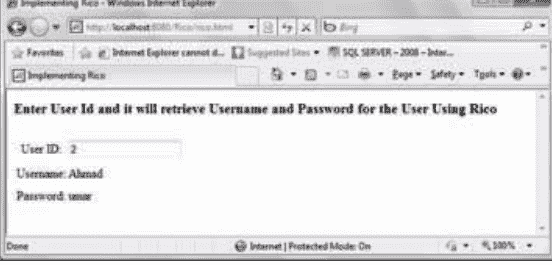 Implementing Rico - Windows Internet Explorer
http://localhost:8080/Rico/rico.html
Bing
Favorites Internet Explorer cannot d... Suggested Sites SQL SERVER – 2008 – Inter...
Implementing Rico Page Safety Tools
Enter User Id and it will retrieve Username and Password for the User Using Rico
User ID: 2
Username: Ahmad
Password: umar
Done Internet | Protected Mode: On 100%